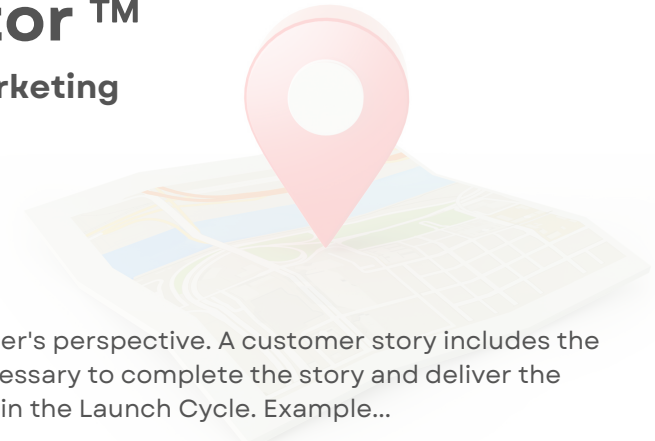 tor ™
rketing
er's perspective. A customer story includes the
essary to complete the story and deliver the
in the Launch Cycle. Example...